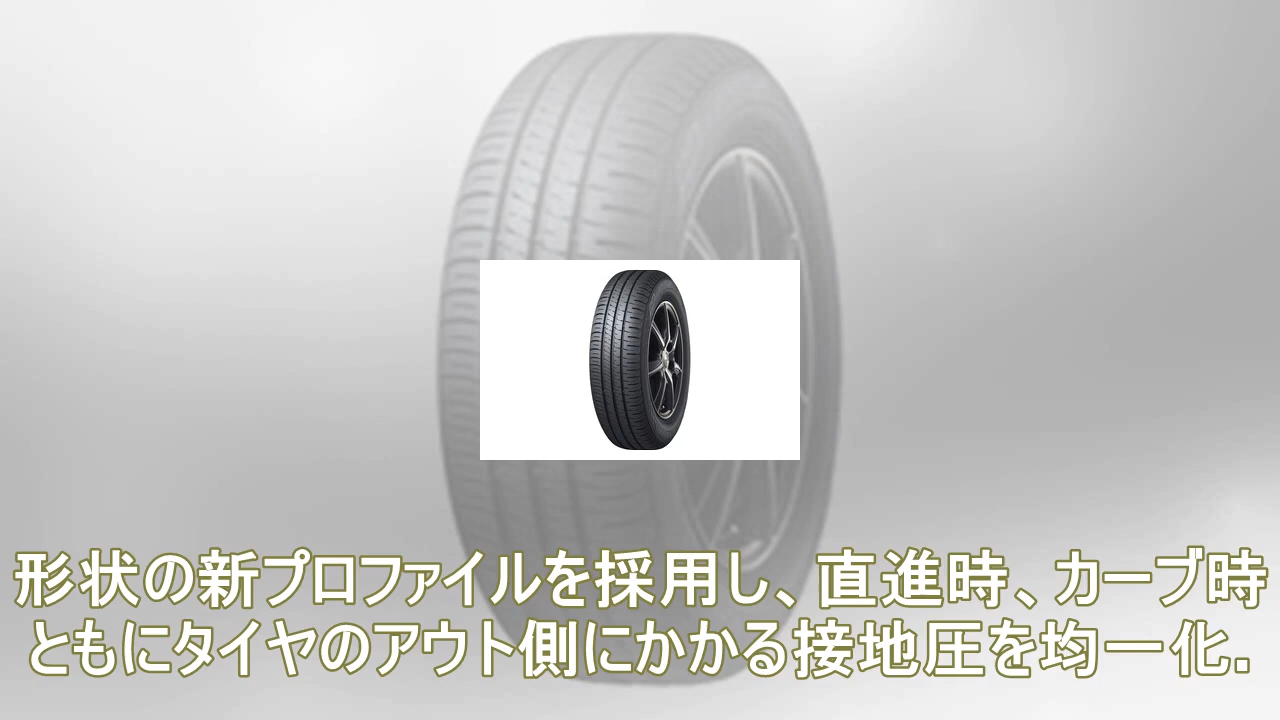 形状の新プロファイルを採用し、直進時、カーブ時
ともにタイヤのアウト側にかかる接地圧を均一化.